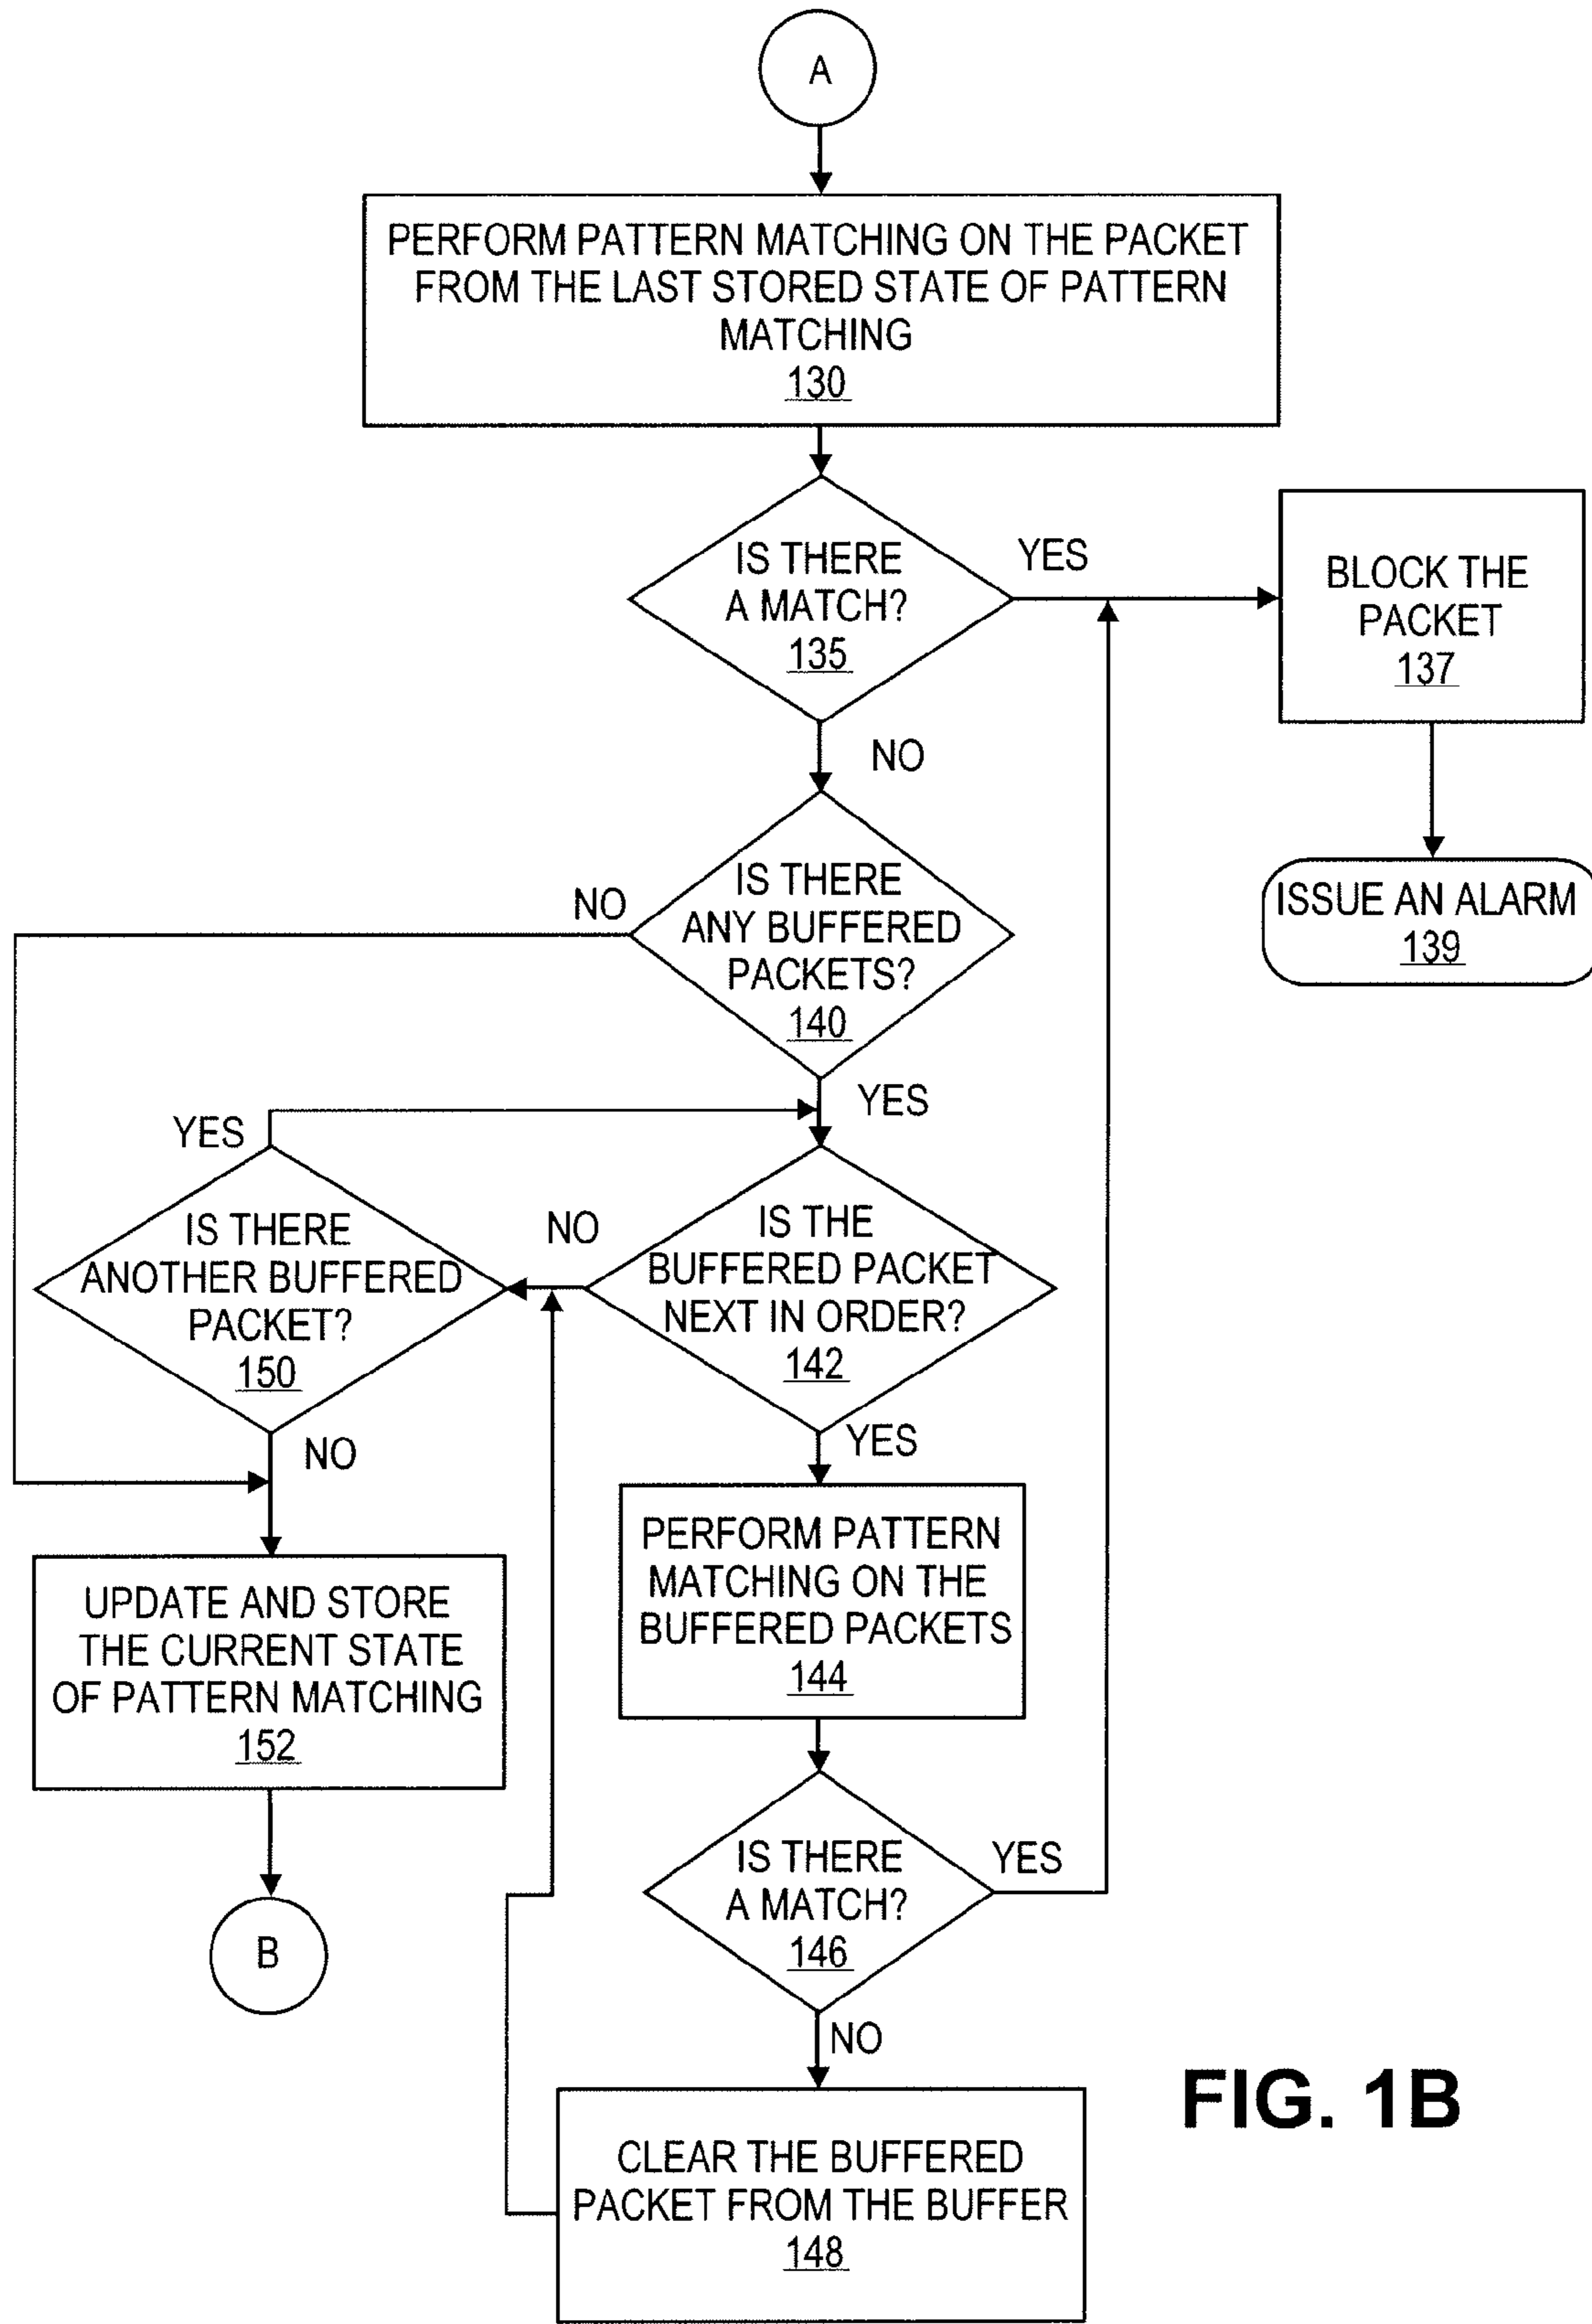 A
PERFORM PATTERN MATCHING ON THE PACKET
FROM THE LAST STORED STATE OF PATTERN
MATCHING
130
IS THERE
A MATCH?
135
YES
BLOCK THE
PACKET
137
NO
ISSUE AN ALARM
139
IS THERE
ANY BUFFERED
PACKETS?
140
NO
YES
YES
IS THERE
ANOTHER BUFFERED
PACKET?
150
NO
IS THE
BUFFERED PACKET
NEXT IN ORDER?
142
NO
YES
UPDATE AND STORE
THE CURRENT STATE
OF PATTERN MATCHING
152
PERFORM PATTERN
MATCHING ON THE
BUFFERED PACKETS
144
IS THERE
A MATCH?
146
YES
B
NO
CLEAR THE BUFFERED
PACKET FROM THE BUFFER
148
FIG. 1B